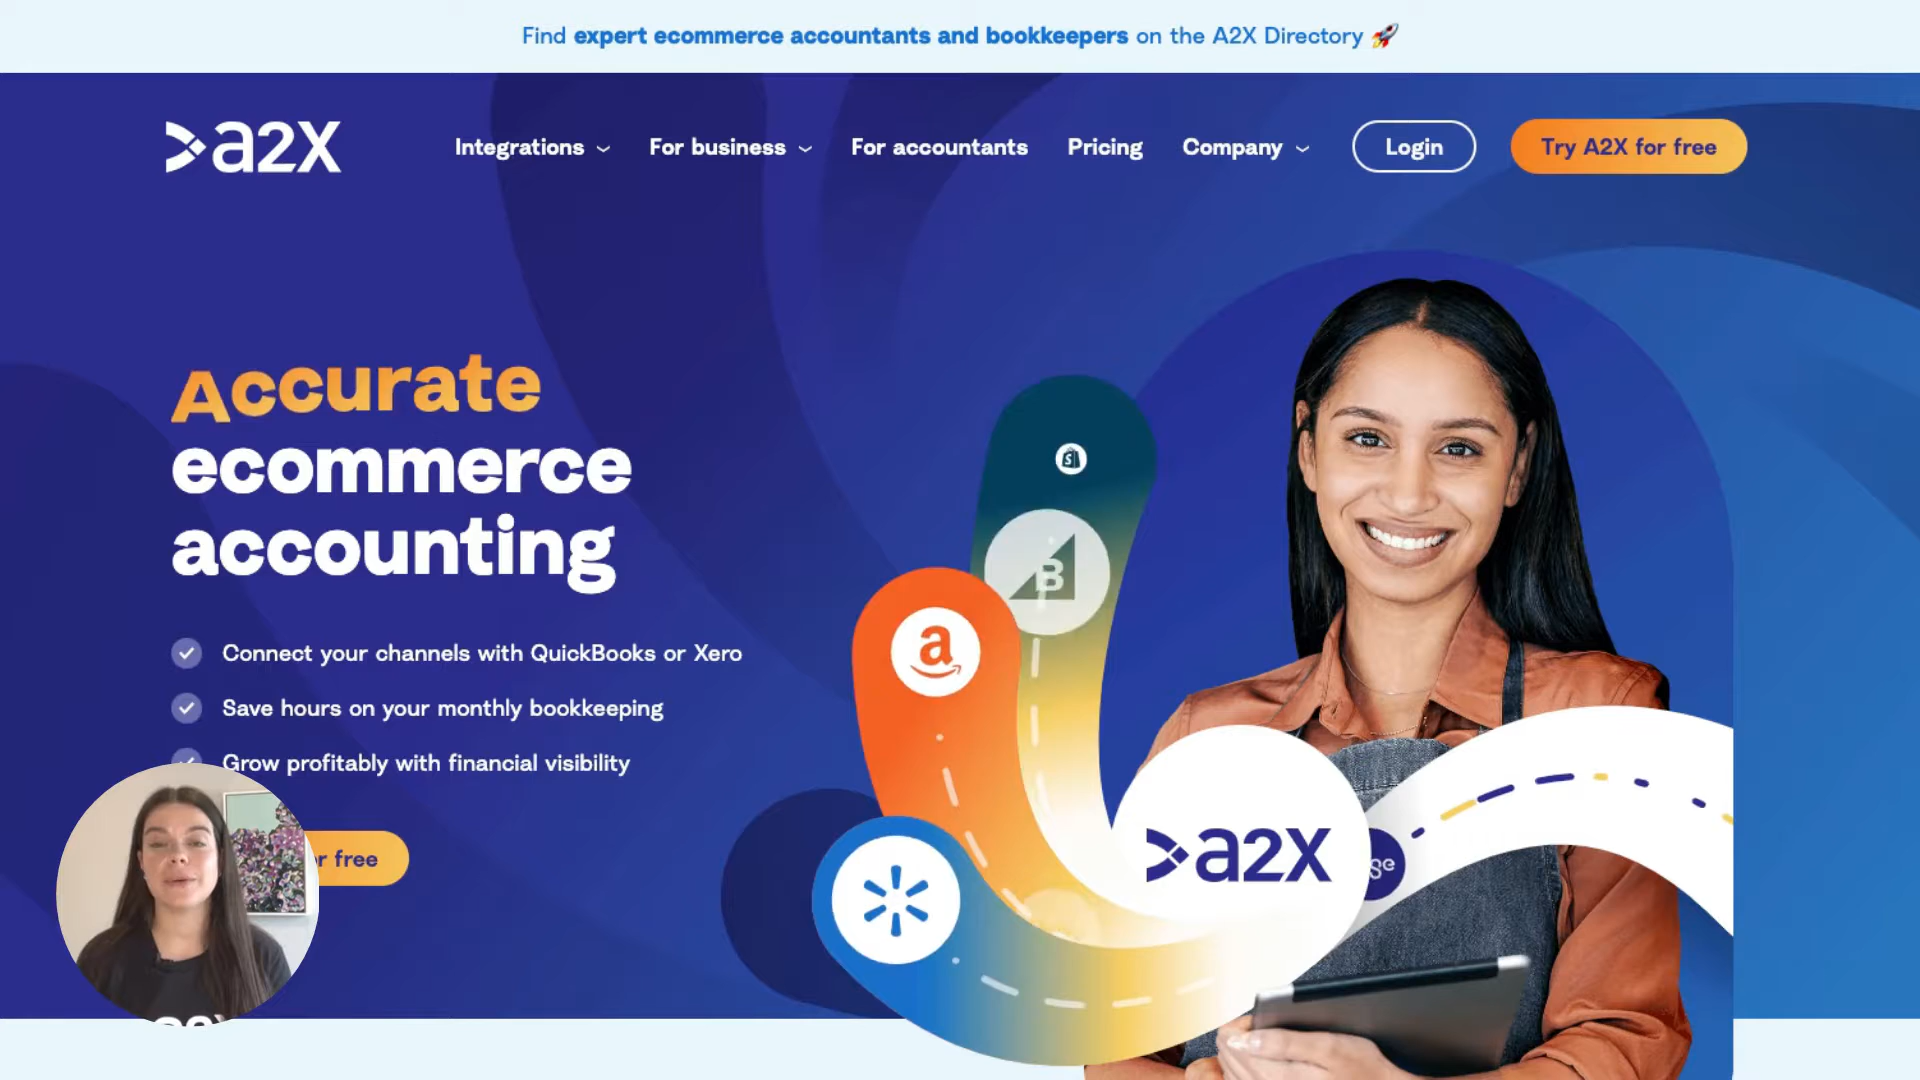 Find expert ecommerce accountants and bookkeepers on the A2X Directory 🚀
a2X
Integrations
For business
For accountants
Pricing
Company
Login
Try A2X for free
Accurate
ecommerce
accounting
Connect your channels with QuickBooks or Xero
Save hours on your monthly bookkeeping
Grow profitably with financial visibility
for free
S
B
a
a2X